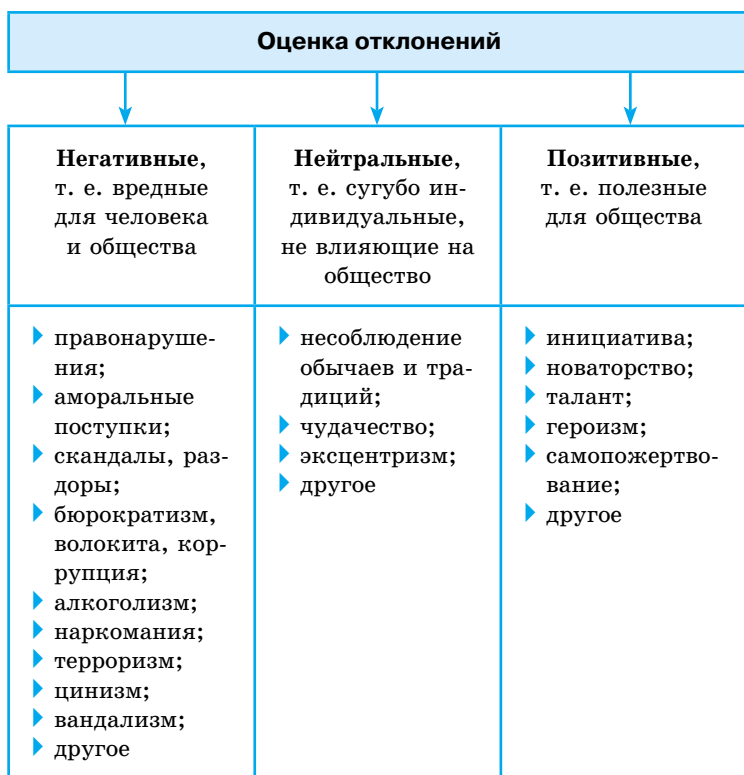 Оценка отклонений
Негативные,
т. е. вредные
для человека
и общества
Нейтральные,
т. е. сугубо ин-
дивидуальные,
не влияющие на
общество
Позитивные,
т. е. полезные
для общества
правонаруше-
ния;
аморальные
поступки;
скандалы, раз-
доры;
бюрократизм,
волокита, кор-
рупция;
алкоголизм;
наркомания;
терроризм;
цинизм;
вандализм;
другое
несоблюдение
обычаев и тра-
диций;
чудачество;
эксцентризм;
другое
инициатива;
новаторство;
талант;
героизм;
самопожертво-
вание;
другое